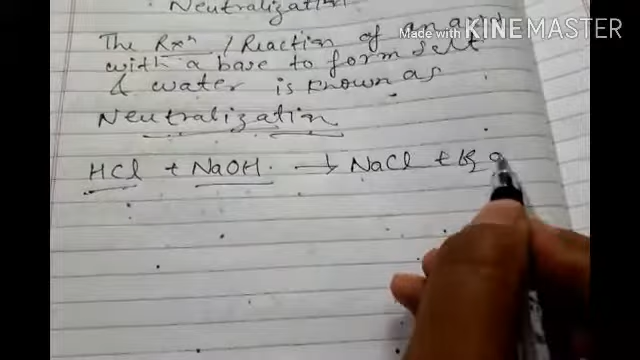 Neutralization
Made with KINEMASTER
The Rxⁿ / Reaction of an acid
with a base to form salt
& water is known as
Neutralization
HCl + NaOH → NaCl + H₂O